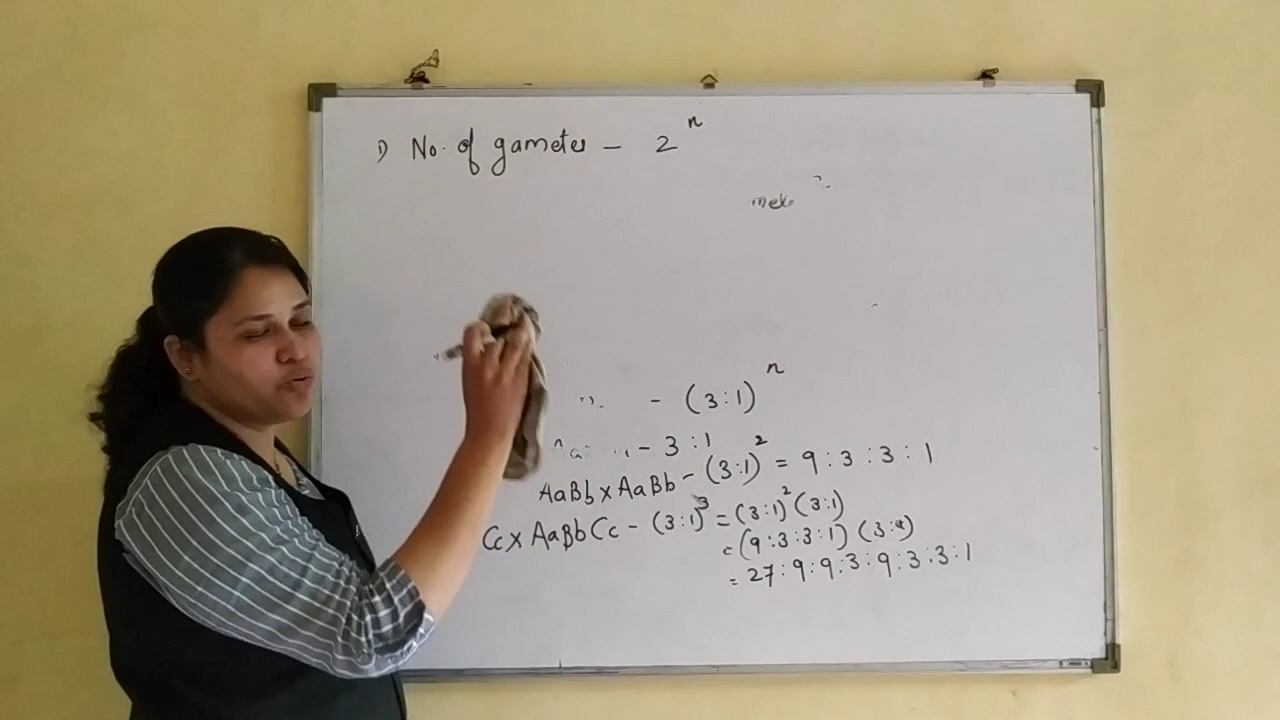 1) No. of gametes - 2^n
- (3:1)^n
- 3:1
AaBb x AaBb - (3:1)^2 = 9:3:3:1
Cc x AaBbCc - (3:1)^3 = (3:1)^2 (3:1)
= (9:3:3:1) (3:1)
= 27:9:9:3:9:3:3:1